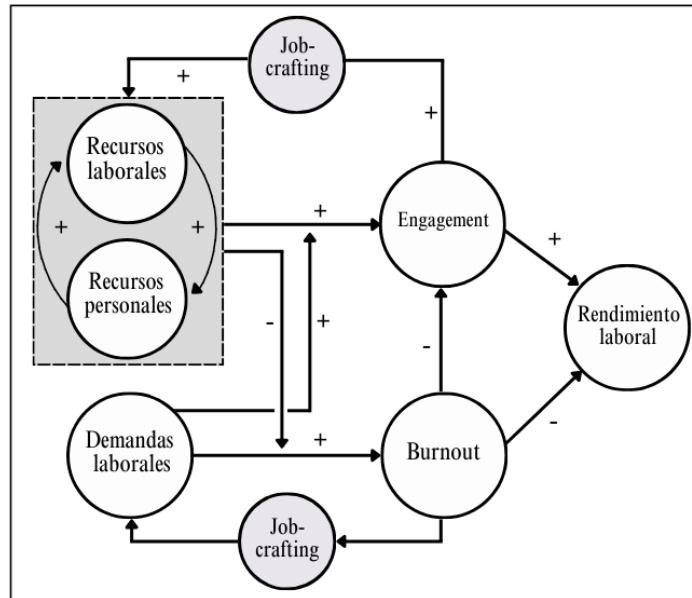 Job-
crafting
+
+
Recursos
laborales
+
+
Recursos
personales
+
Engagement
+
-
+
-
Rendimiento
laboral
-
Demandas
laborales
+
Burnout
Job-
crafting